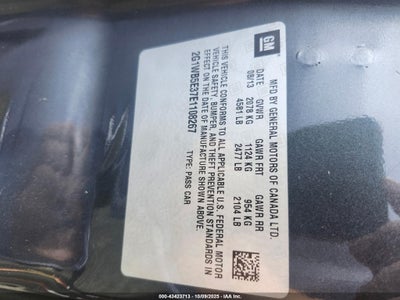 GM
MFD BY GENERAL MOTORS OF CANADA LTD.
DATE GVWR GAWR FRT GAWR RR
09/13 2078 KG 1124 KG 954 KG
4581 LB 2477 LB 2104 LB
THIS VEHICLE CONFORMS TO ALL APPLICABLE U.S. FEDERAL MOTOR
VEHICLE SAFETY, BUMPER, AND THEFT PREVENTION STANDARDS IN
EFFECT ON THE DATE OF MANUFACTURE SHOWN ABOVE.
2G1WB5E37E1108267 TYPE: PASS CAR
000-43423713 - 10/09/2025 - IAAI